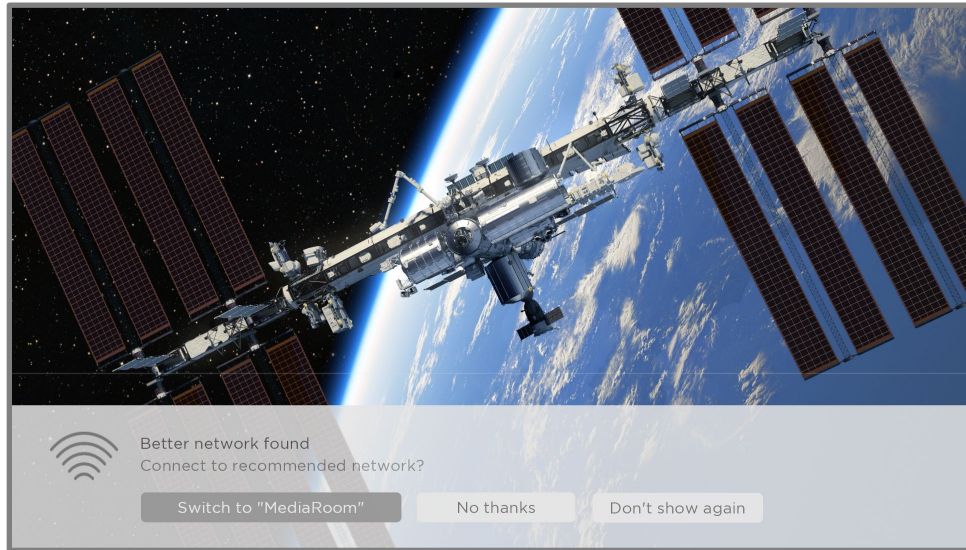 Better network found
Connect to recommended network?
Switch to "MediaRoom"
No thanks
Don't show again